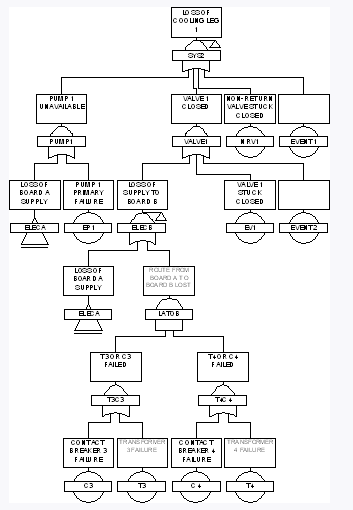 LOSS OF
COOLING LEG
1
SYS2
PUMP 1
UNAVAILABLE
VALVE 1
CLOSED
NON-RETURN
VALVE STUCK
CLOSED
PUMP1
VALVE1
NRV1
EVENT1
LOSS OF
BOARD A
SUPPLY
PUMP 1
PRIMARY
FAILURE
LOSS OF
SUPPLY TO
BOARD B
VALVE 1
STUCK
CLOSED
ELECA
EP1
ELECB
EV1
EVENT2
LOSS OF
BOARD A
SUPPLY
ROUTE FROM
BOARD A TO
BOARD B LOST
ELECA
LATOB
T3 OR C3
FAILED
T4 OR C4
FAILED
T3C3
T4C4
CONTACT
BREAKER 3
FAILURE
TRANSFORMER
3 FAILURE
CONTACT
BREAKER 4
FAILURE
TRANSFORMER
4 FAILURE
C3
T3
C4
T4